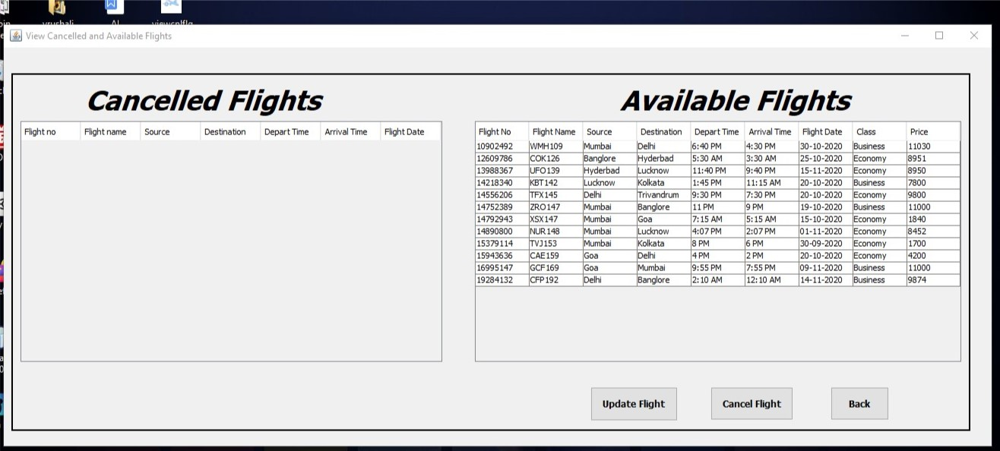 vrushali AI viewcnlflg
View Cancelled and Available Flights
Cancelled Flights
Flight no Flight name Source Destination Depart Time Arrival Time Flight Date
Available Flights
Flight No Flight Name Source Destination Depart Time Arrival Time Flight Date Class Price
10902492 WMH109 Mumbai Delhi 6:40 PM 4:30 PM 30-10-2020 Business 11030
12609786 COK126 Banglore Hyderbad 5:30 AM 3:30 AM 25-10-2020 Economy 8951
13988367 UFO139 Hyderbad Lucknow 11:40 PM 9:40 PM 15-11-2020 Economy 8950
14218340 KBT142 Lucknow Kolkata 1:45 PM 11:15 AM 20-10-2020 Business 7800
14556206 TFX145 Delhi Trivandrum 9:30 PM 7:30 PM 20-10-2020 Economy 9800
14752389 ZRO147 Mumbai Banglore 11 PM 9 PM 19-10-2020 Business 11000
14792943 XSX147 Mumbai Goa 7:15 AM 5:15 AM 15-10-2020 Economy 1840
14890800 NUR148 Mumbai Lucknow 4:07 PM 2:07 PM 01-11-2020 Economy 8452
15379114 TVJ153 Mumbai Kolkata 8 PM 6 PM 30-09-2020 Economy 1700
15943636 CAE159 Goa Delhi 4 PM 2 PM 20-10-2020 Economy 4200
16995147 GCF169 Goa Mumbai 9:55 PM 7:55 PM 09-11-2020 Business 11000
19284132 CFP192 Delhi Banglore 2:10 AM 12:10 AM 14-11-2020 Business 9874
Update Flight Cancel Flight Back